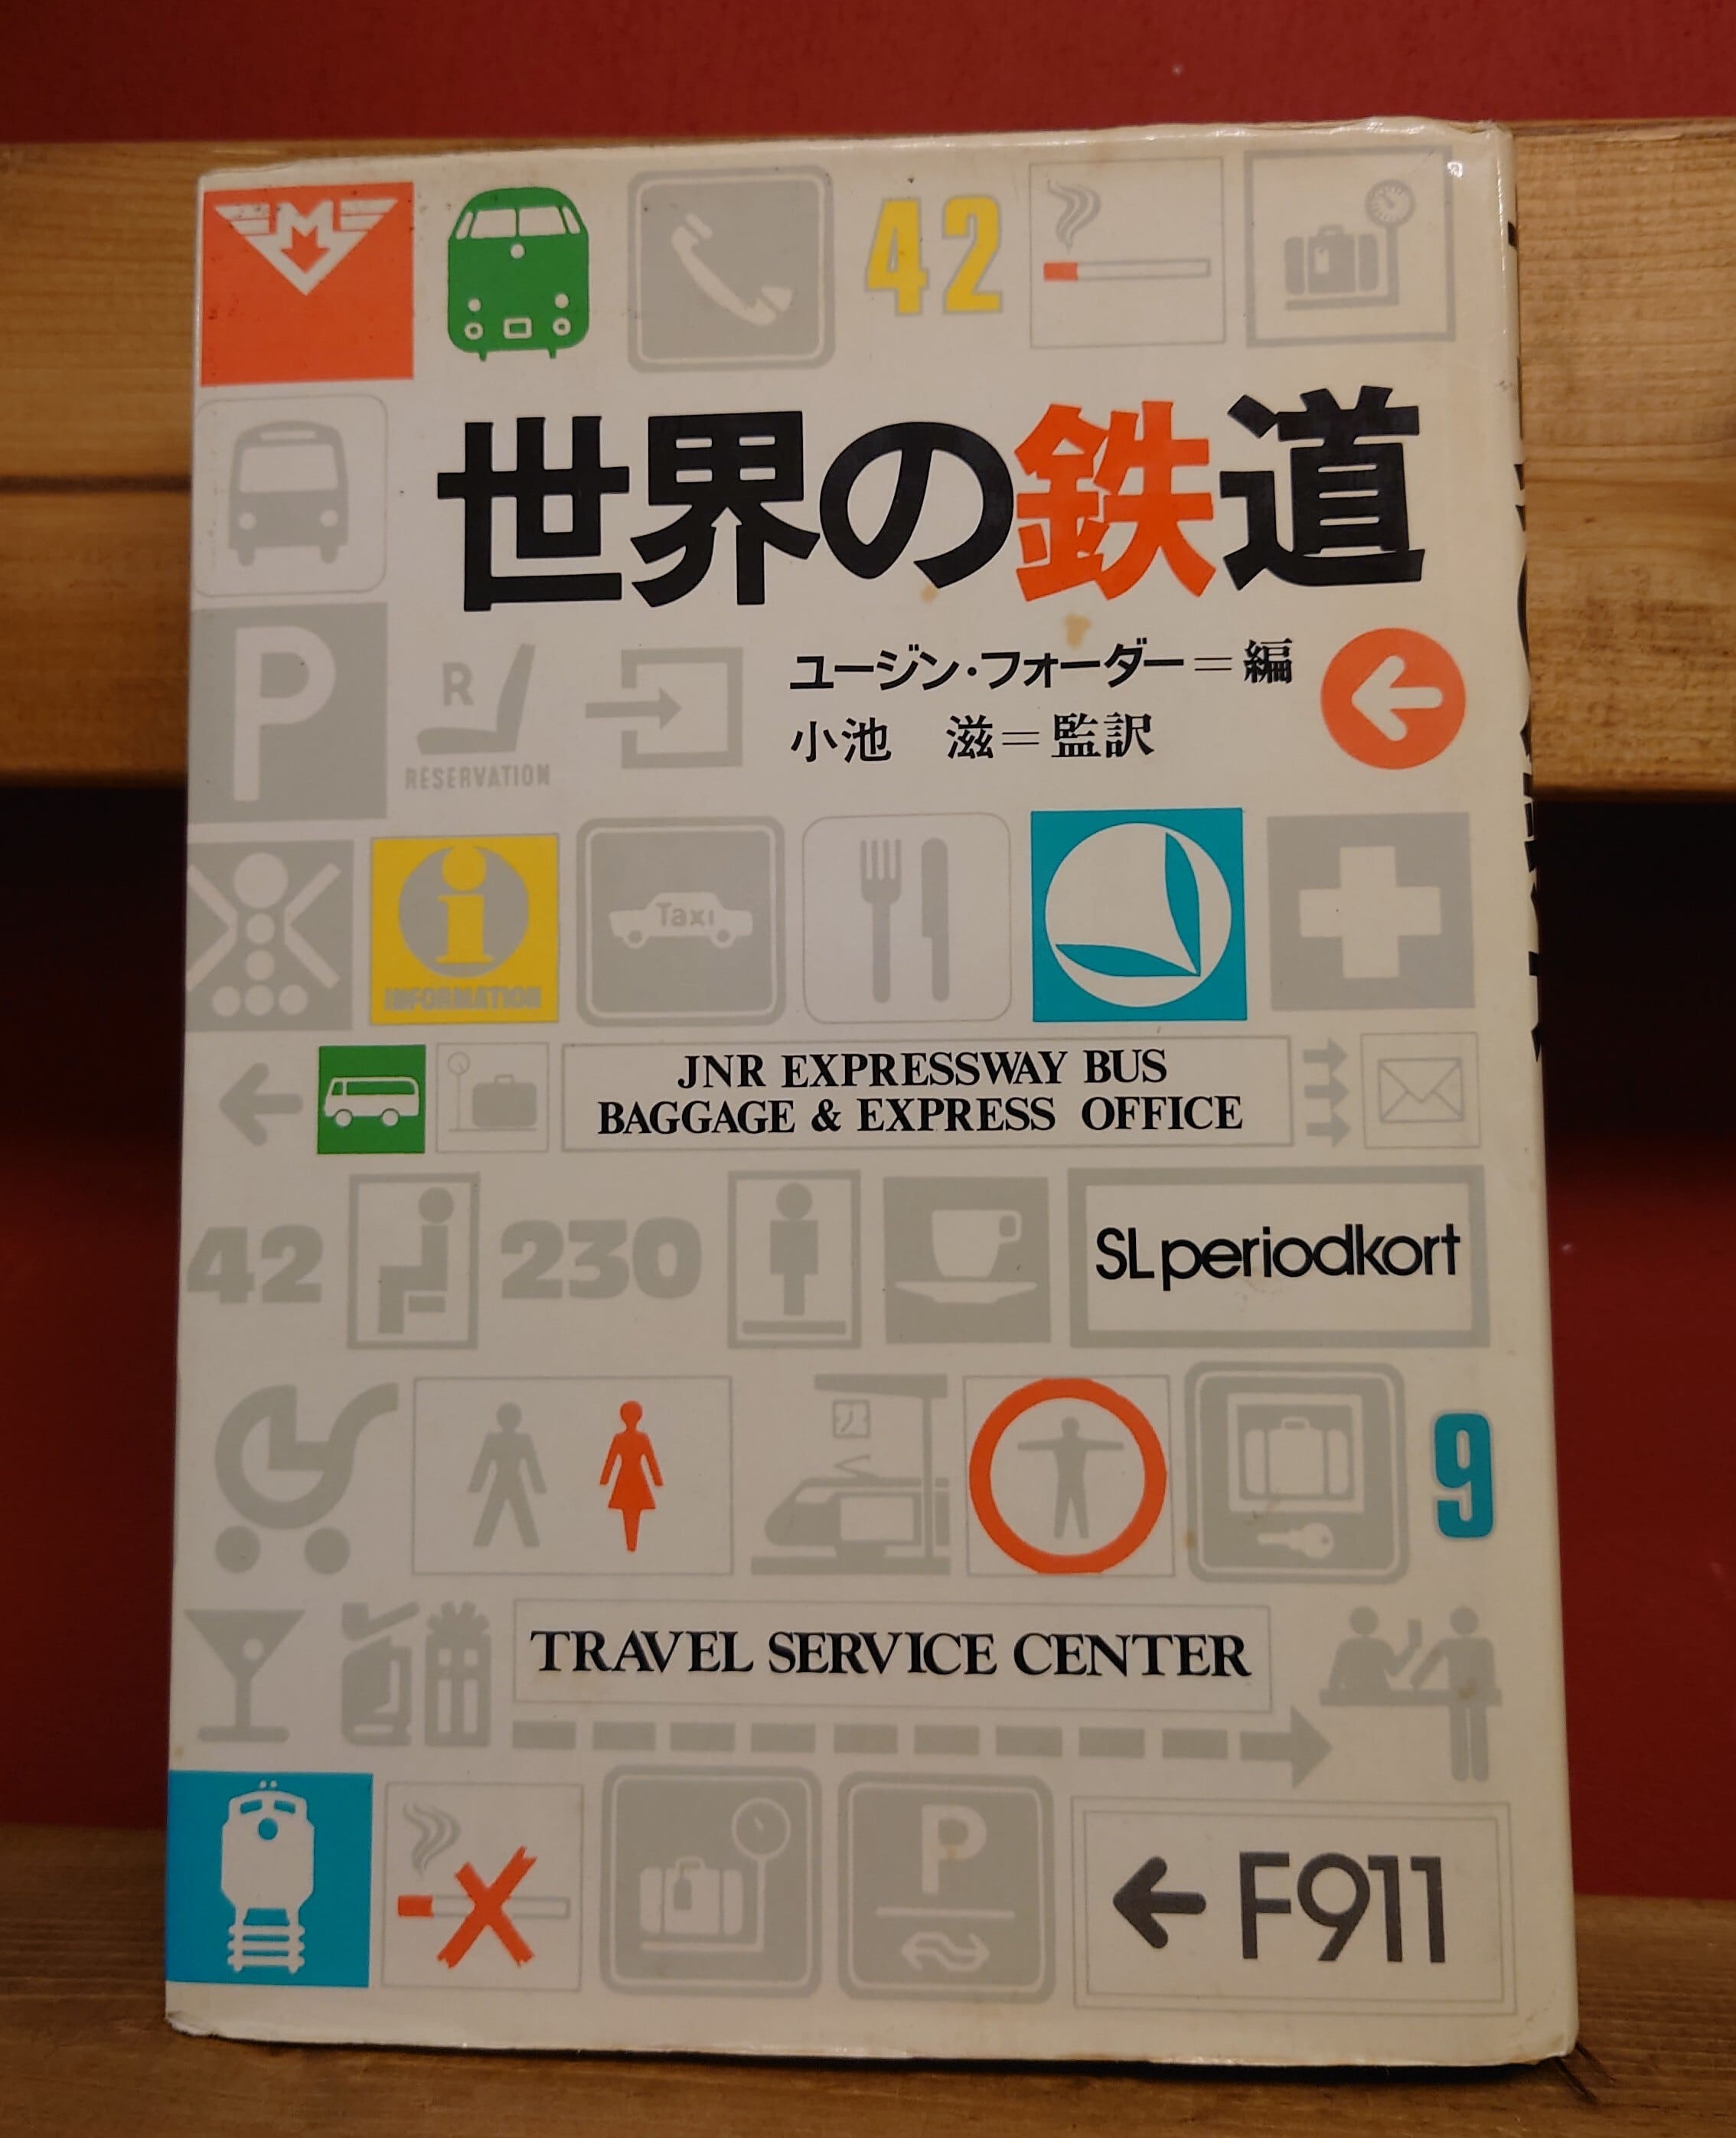 M
42
世界の鉄道
P
R
RESERVATION
ユージン・フォーダー＝編
小池　滋＝監訳
i
INFORMATION
Taxi
JNR EXPRESSWAY BUS
BAGGAGE & EXPRESS OFFICE
42
230
SL periodkort
9
TRAVEL SERVICE CENTER
P
← F911